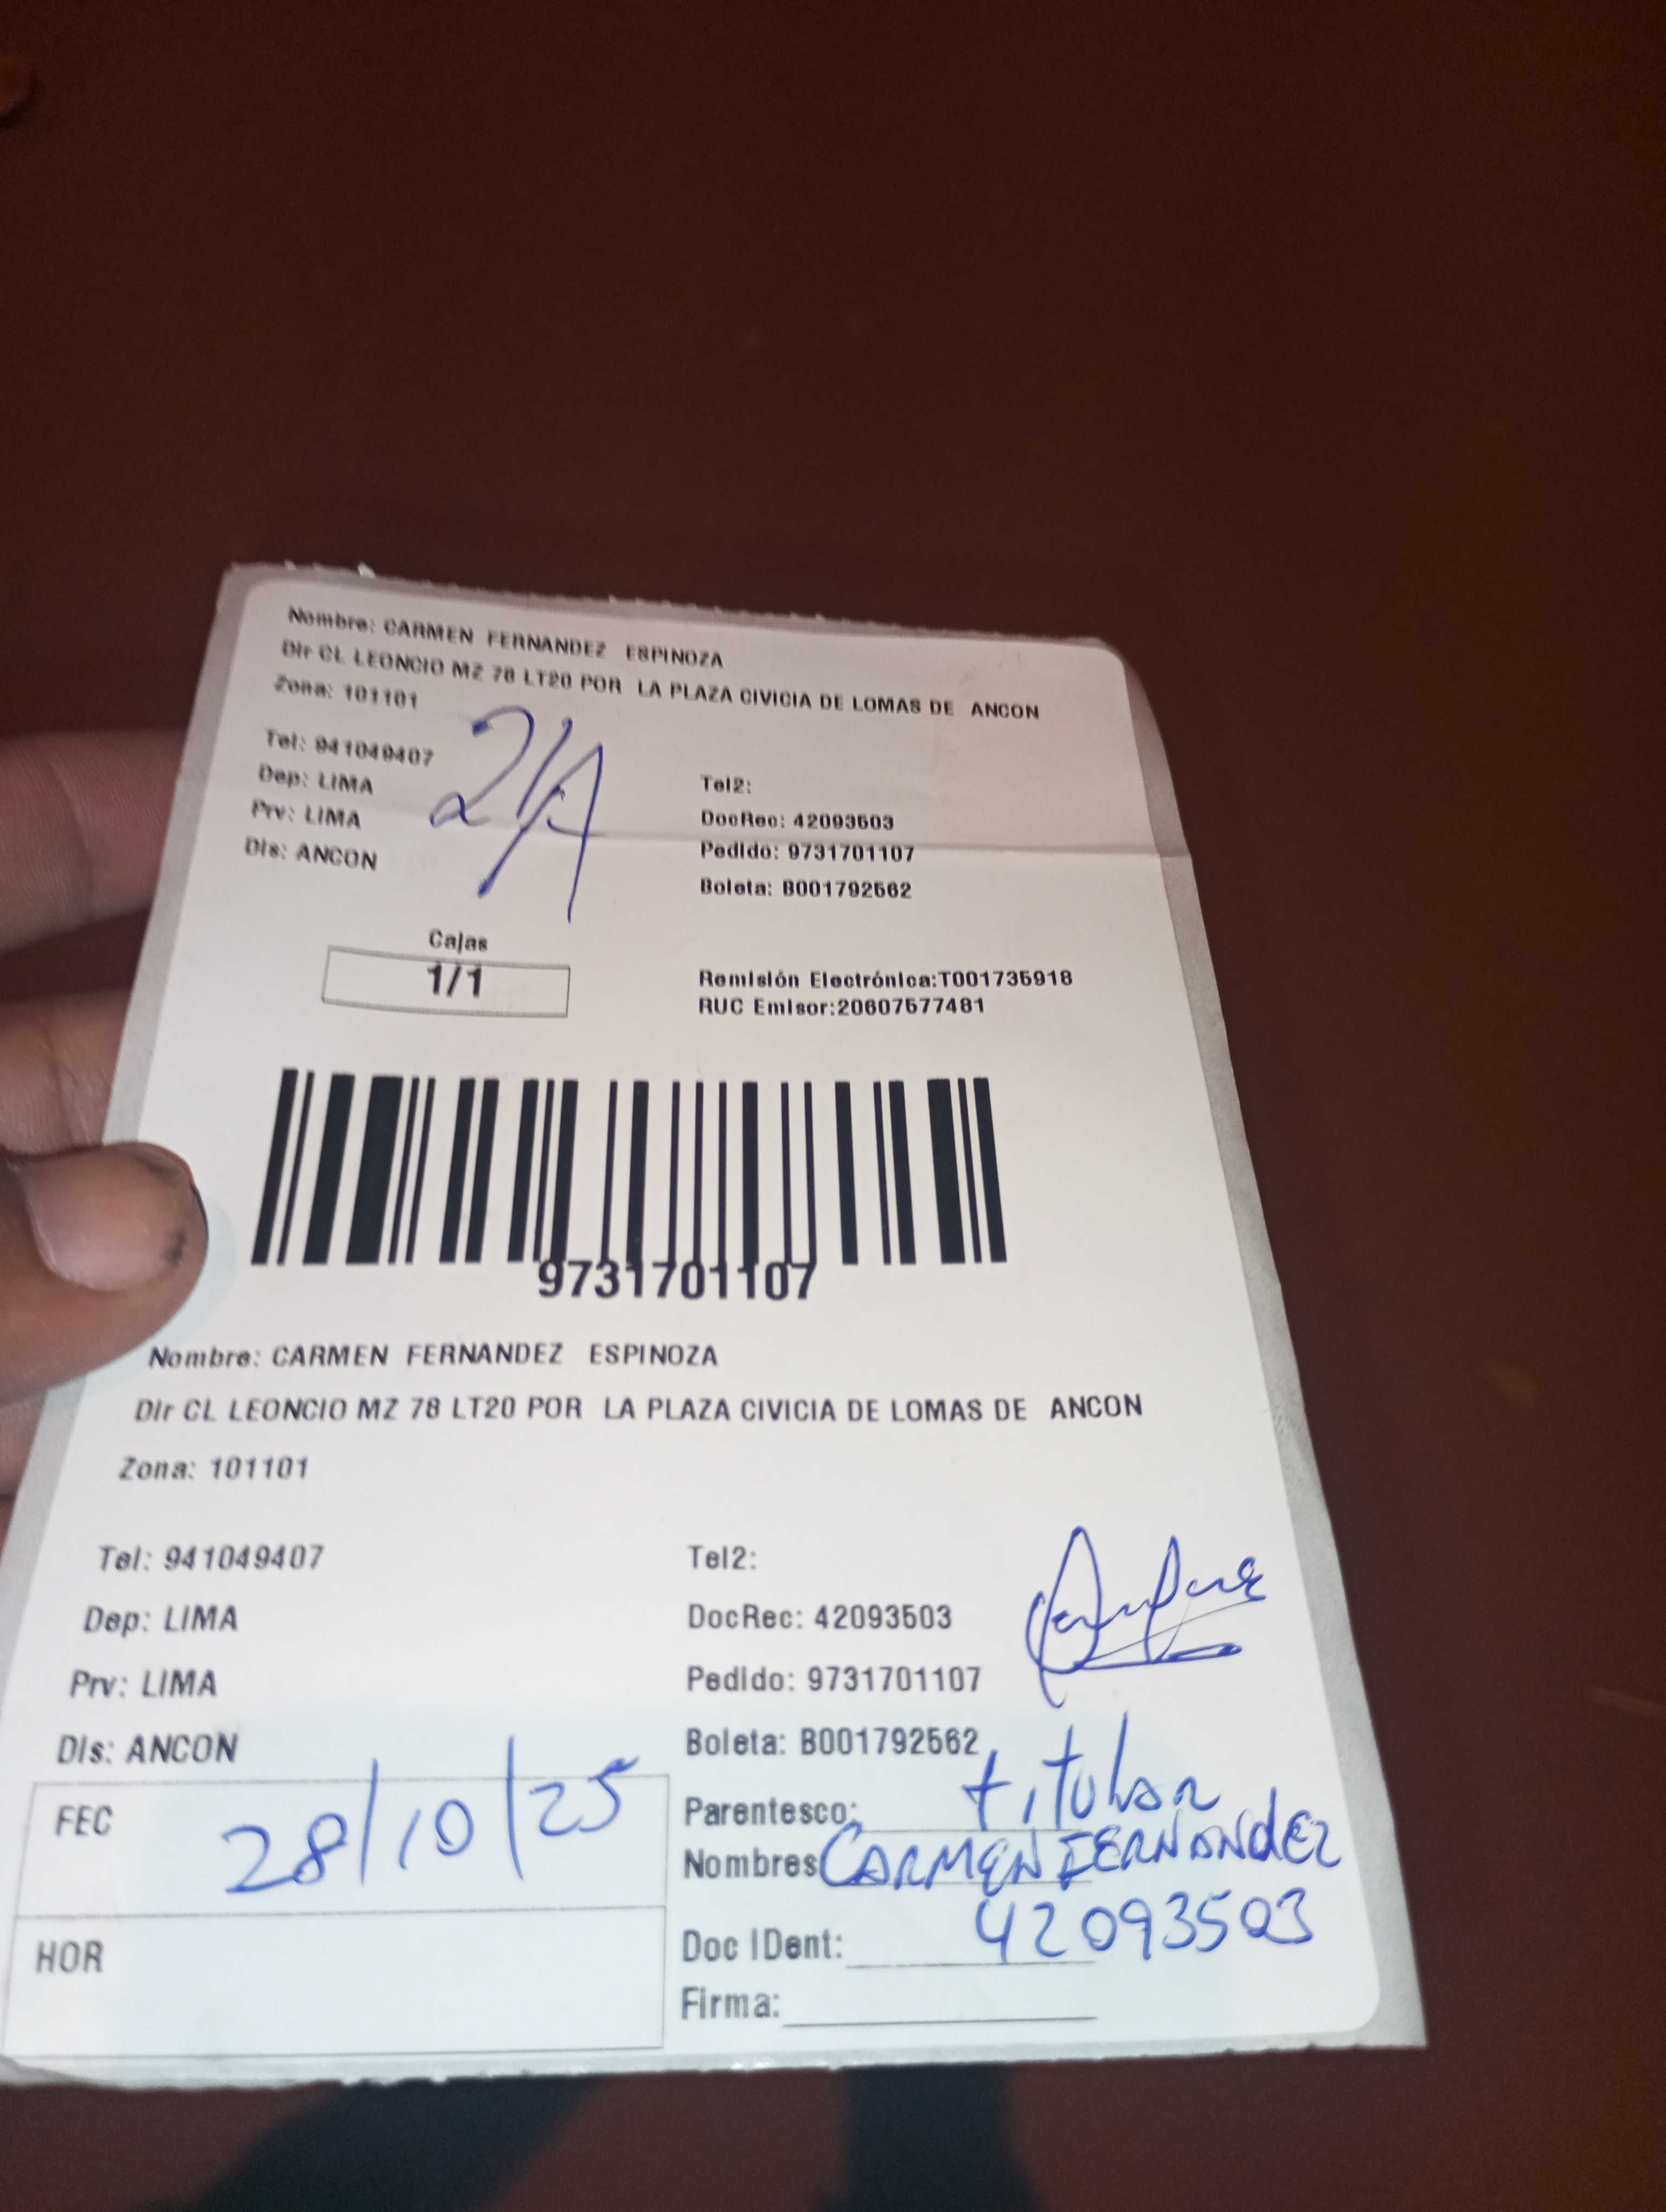 Nombre: CARMEN FERNANDEZ ESPINOZA
Dir CL LEONCIO MZ 78 LT20 POR LA PLAZA CIVICIA DE LOMAS DE ANCON
Zona: 101101
Tel: 941049407
Dep: LIMA
Prv: LIMA
Dis: ANCON
21/A
Tel2:
DocRec: 42093503
Pedido: 9731701107
Boleta: B001792562
Cajas
1/1
Remisión Electrónica:T001735918
RUC Emisor:20607577481
9731701107
Nombre: CARMEN FERNANDEZ ESPINOZA
Dir CL LEONCIO MZ 78 LT20 POR LA PLAZA CIVICIA DE LOMAS DE ANCON
Zona: 101101
Tel: 941049407
Dep: LIMA
Prv: LIMA
Dis: ANCON
Tel2:
DocRec: 42093503
Pedido: 9731701107
Boleta: B001792562
FEC 28/10/25
HOR
Parentesco: titular
Nombres CARMEN FERNANDEZ
Doc IDent: 42093503
Firma: